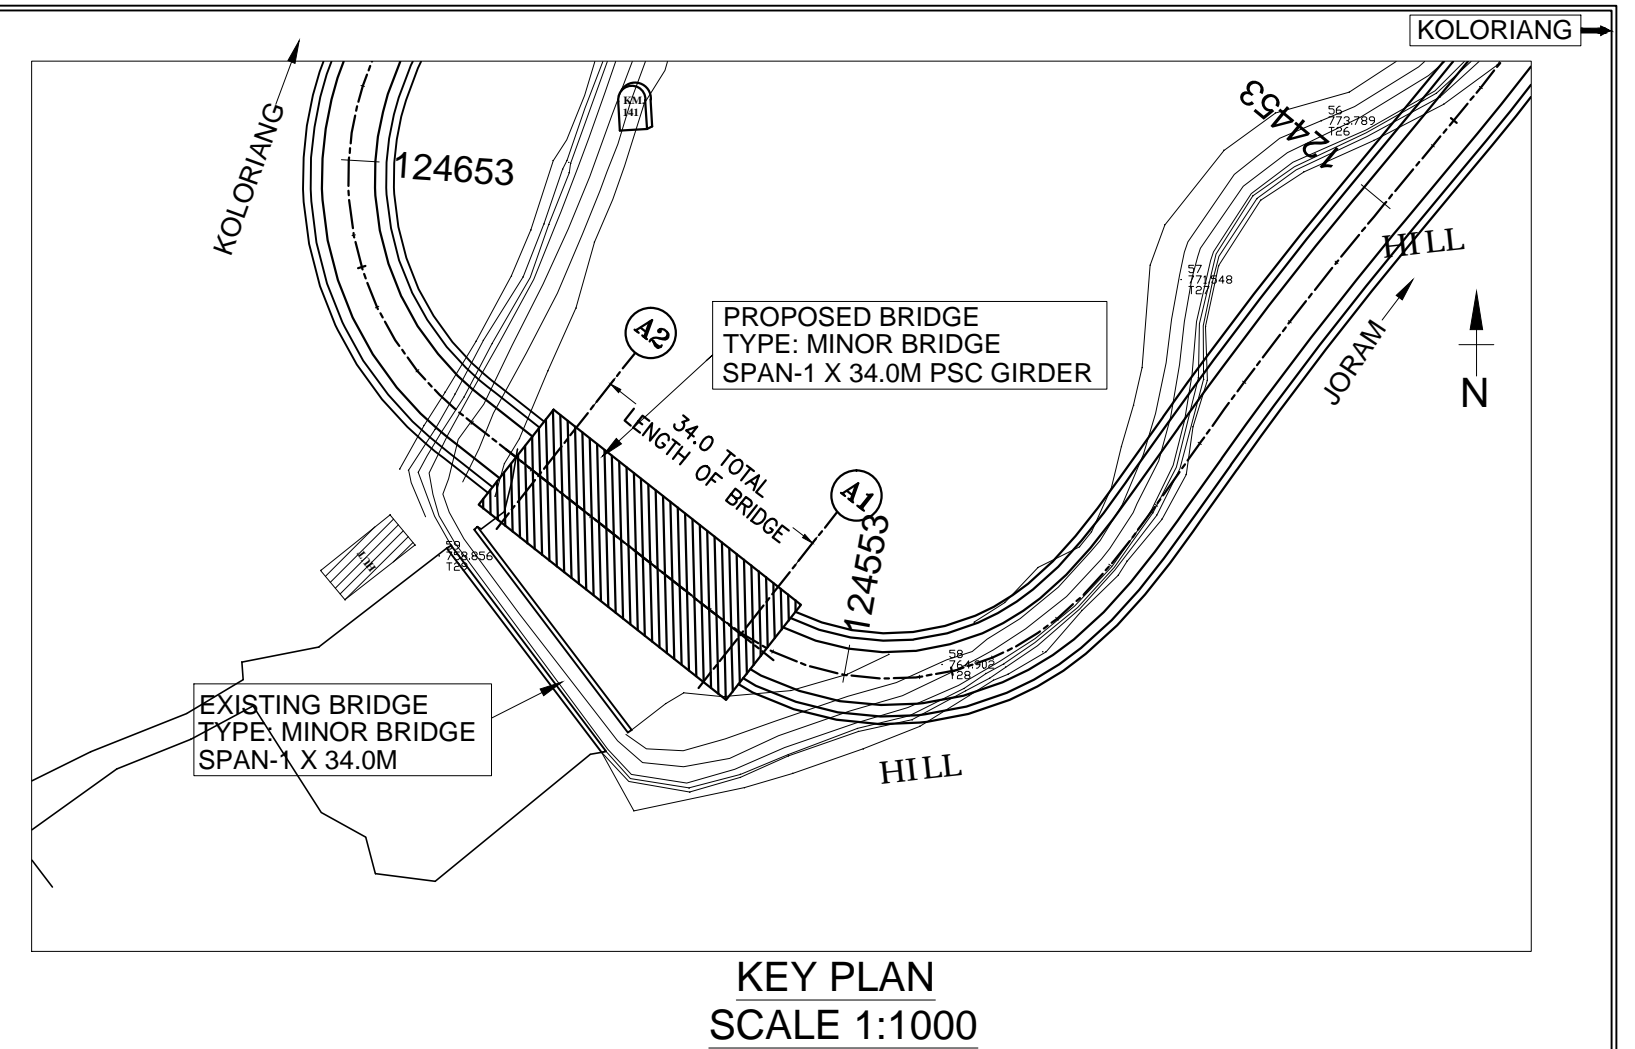 KOLORIANG
KOLORIANG
KM.
141
124653
124453
56
773.789
T26
HILL
57
771.548
T27
JORAM
N
A2
PROPOSED BRIDGE
TYPE: MINOR BRIDGE
SPAN-1 X 34.0M PSC GIRDER
34.0 TOTAL
LENGTH OF BRIDGE
A1
124553
59
758.856
T29
HUT
58
764.902
T28
EXISTING BRIDGE
TYPE: MINOR BRIDGE
SPAN-1 X 34.0M
HILL
KEY PLAN
SCALE 1:1000